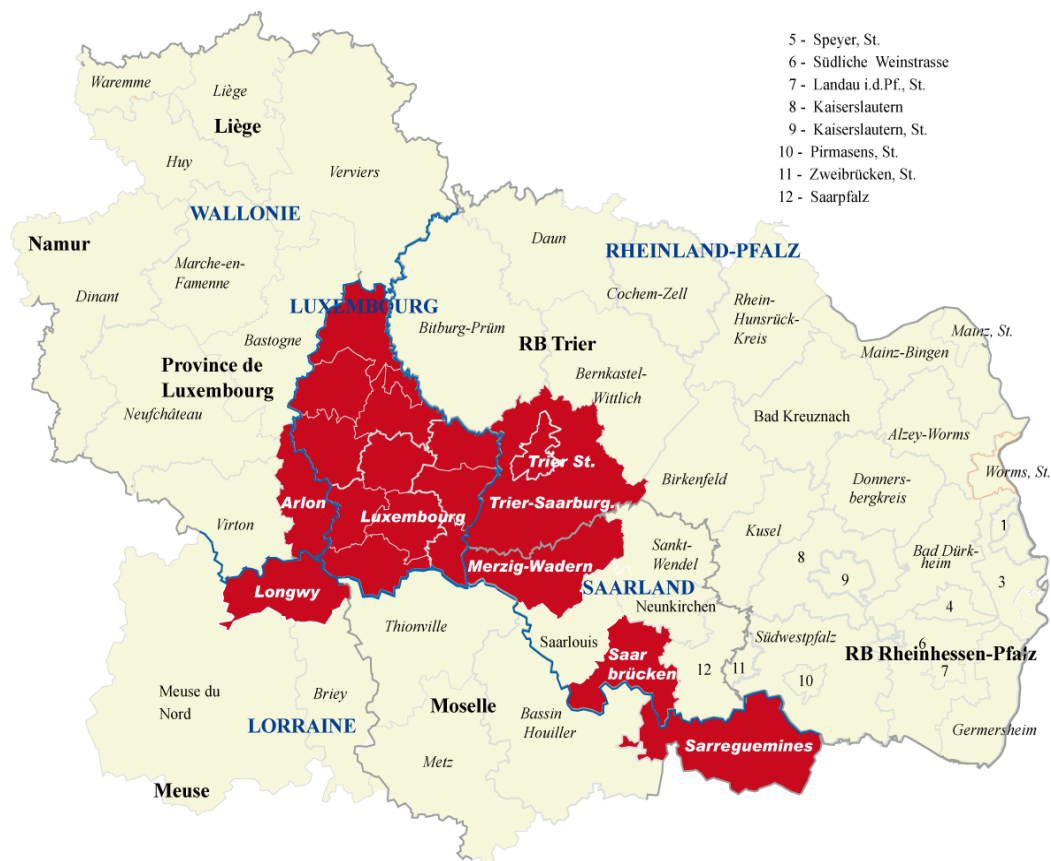 5 - Speyer, St.
6 - Südliche Weinstrasse
7 - Landau i.d.Pf., St.
8 - Kaiserslautern
9 - Kaiserslautern, St.
10 - Pirmasens, St.
11 - Zweibrücken, St.
12 - Saarpfalz
Waremme
Liège
Liège
Huy
Verviers
WALLONIE
Namur
Marche-en-
Famenne
Dinant
Daun
RHEINLAND-PFALZ
Cochem-Zell
LUXEMBOURG
Rhein-
Hunsrück-
Kreis
Mainz, St.
Bitburg-Prüm
Bastogne
RB Trier
Mainz-Bingen
Province de
Luxembourg
Bernkastel-
Wittlich
Neufchâteau
Bad Kreuznach
Alzey-Worms
Trier St.
Worms, St.
Birkenfeld
Donners-
bergkreis
Arlon
Luxembourg
Trier-Saarburg.
Virton
Kusel
1
Merzig-Wadern
Sankt-
Wendel
8
9
Bad Dürk-
heim
3
Longwy
SAARLAND
Neunkirchen
4
Thionville
Saarlouis
Südwestpfalz
6
Saar
brücken
12
11
10
RB Rheinhessen-Pfalz
7
Meuse du
Nord
Briey
Moselle
Bassin
Houiller
LORRAINE
Germersheim
Metz
Sarreguemines
Meuse